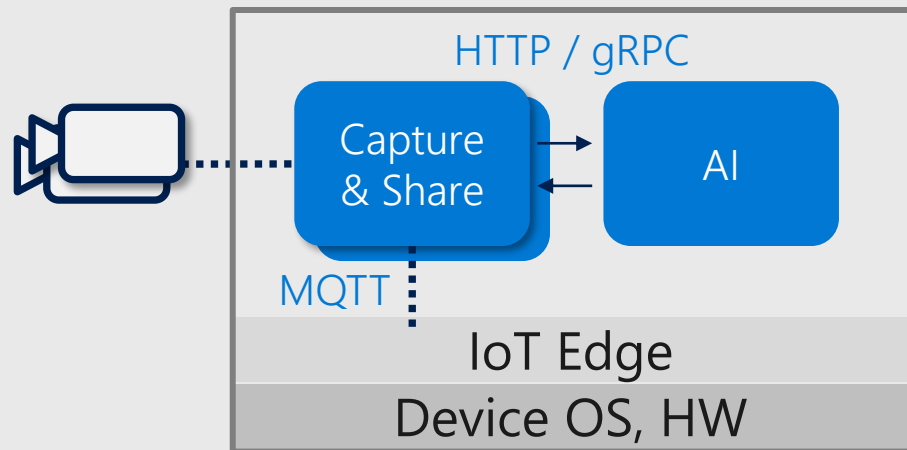 HTTP / gRPC
Capture
& Share
AI
MQTT
IoT Edge
Device OS, HW